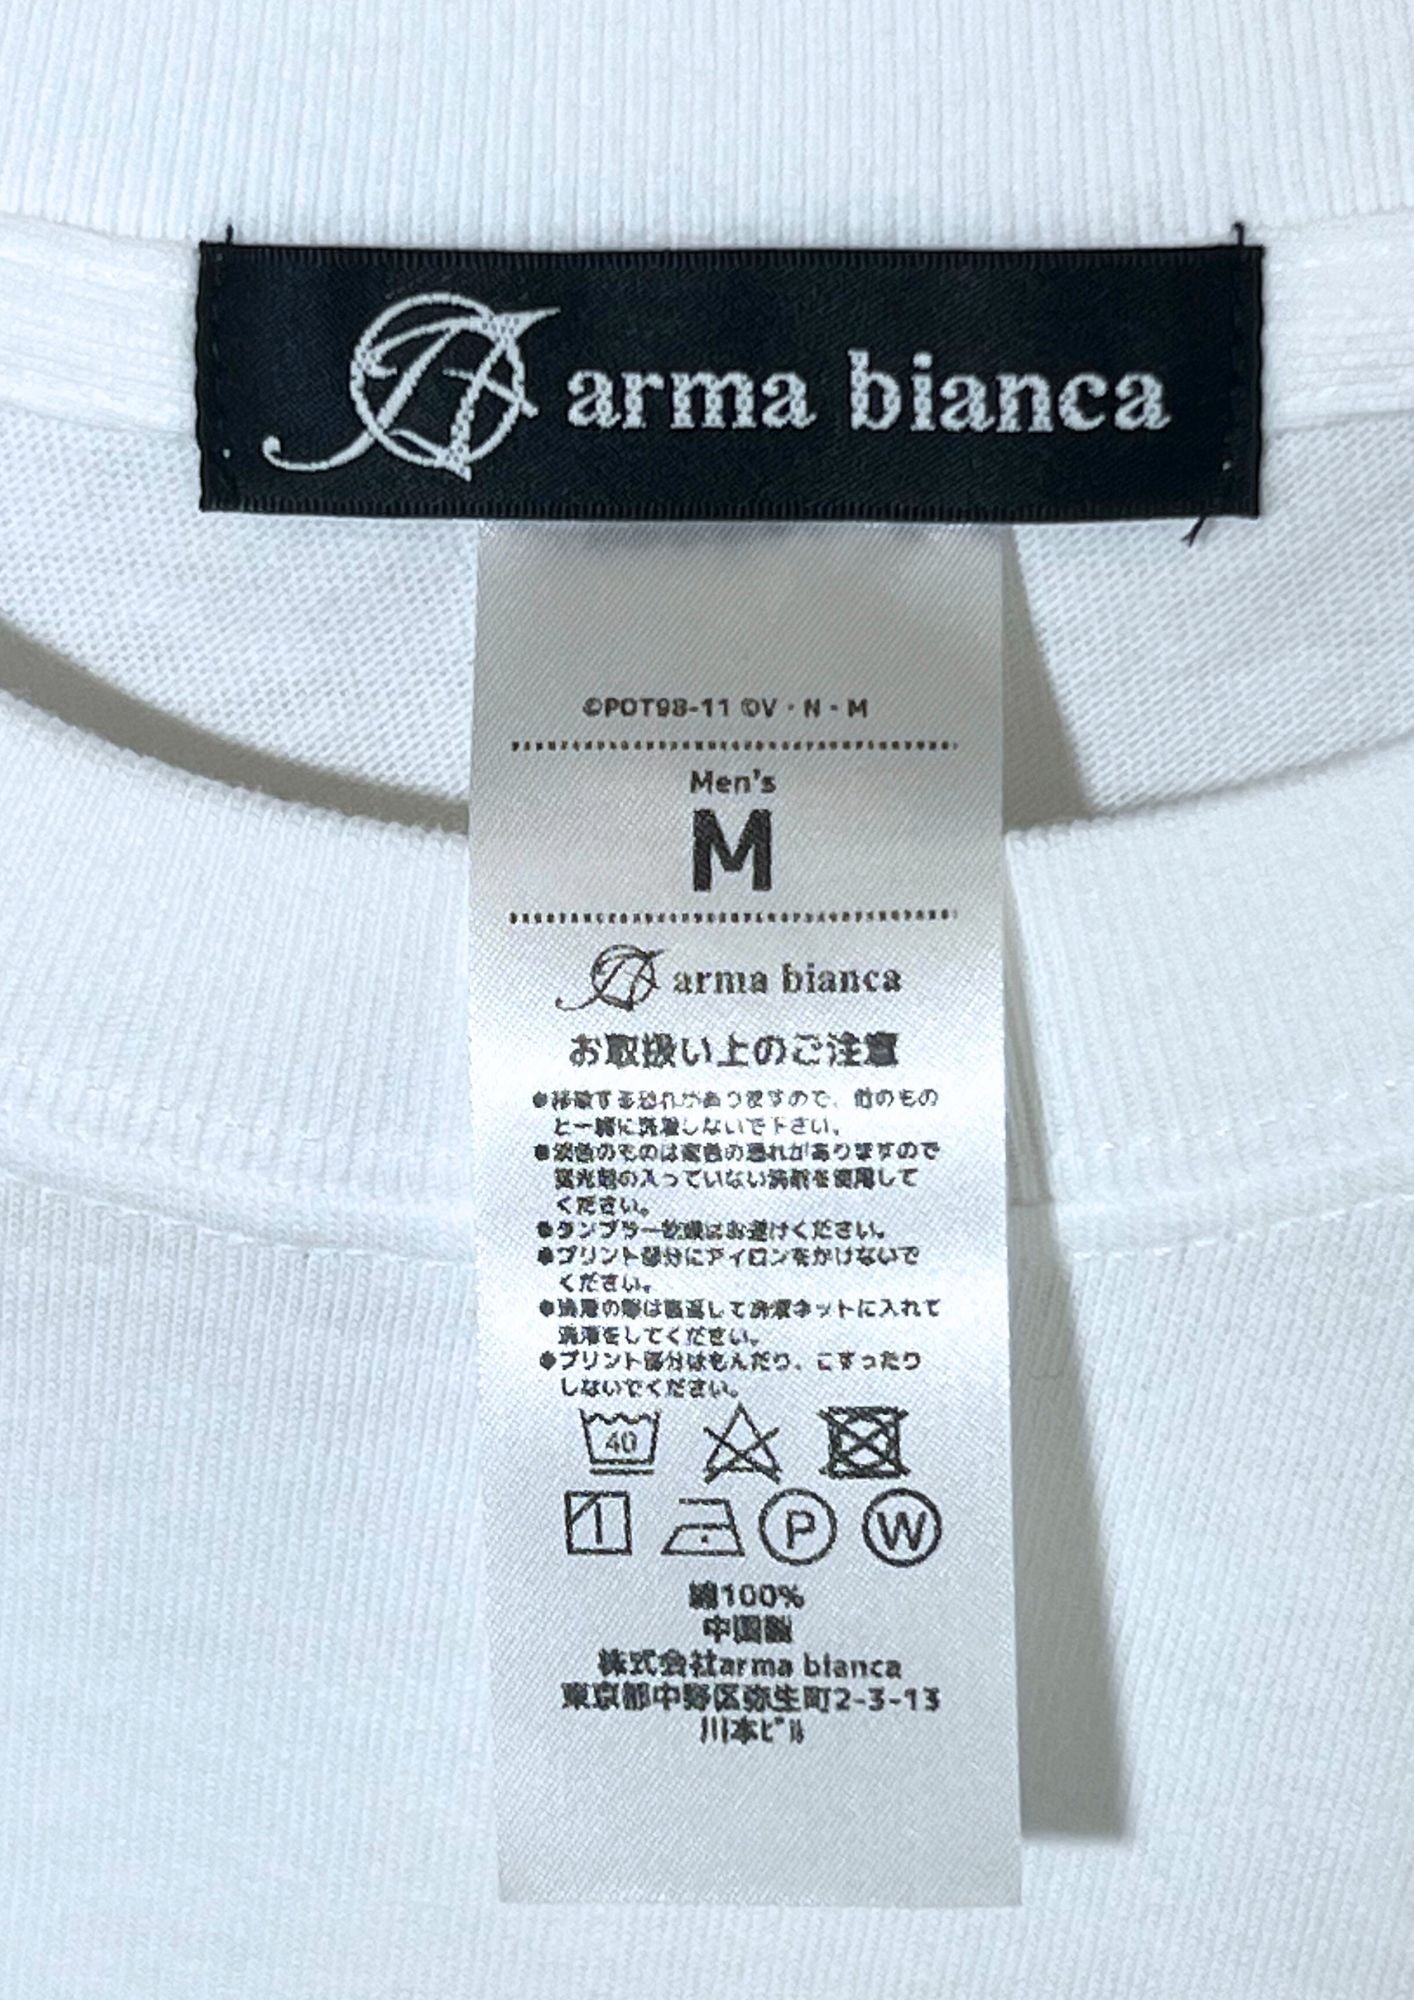 arma bianca
©POT98-11 ©V・N・M
Men's
M
arma bianca
お取扱い上のご注意
●移染する恐れがありますので、他のもの
と一緒に洗濯しないで下さい。
●淡色のものは変色の恐れがありますので
蛍光剤の入っていない洗剤を使用して
ください。
●タンブラー乾燥はお避けください。
●プリント部分にアイロンをかけないで
ください。
●洗濯の際は裏返して洗濯ネットに入れて
洗濯をしてください。
●プリント部分はもんだり、こすったり
しないでください。
40
P W
綿100%
中国製
株式会社arma bianca
東京都中野区弥生町2-3-13
川本ﾋﾞﾙ